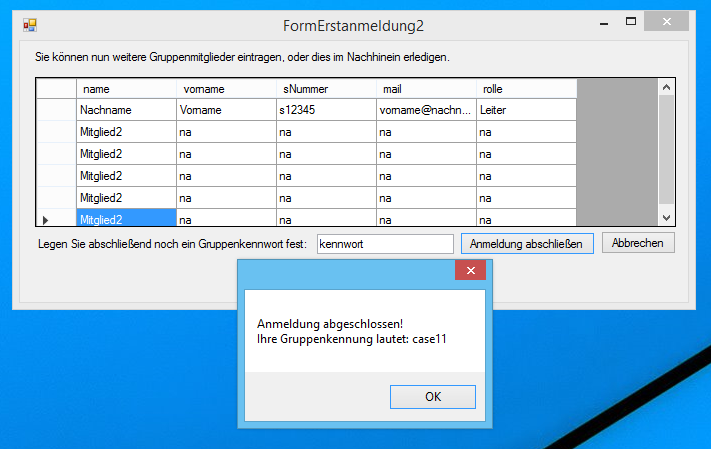 FormErstanmeldung2
Sie können nun weitere Gruppenmitglieder eintragen, oder dies im Nachhinein erledigen.
name vorname sNummer mail rolle
Nachname Vorname s12345 vorname@nachn... Leiter
Mitglied2 na na na na
Mitglied2 na na na na
Mitglied2 na na na na
Mitglied2 na na na na
Mitglied2 na na na na
Legen Sie abschließend noch ein Gruppenkennwort fest: kennwort Anmeldung abschließen Abbrechen
Anmeldung abgeschlossen!
Ihre Gruppenkennung lautet: case11
OK